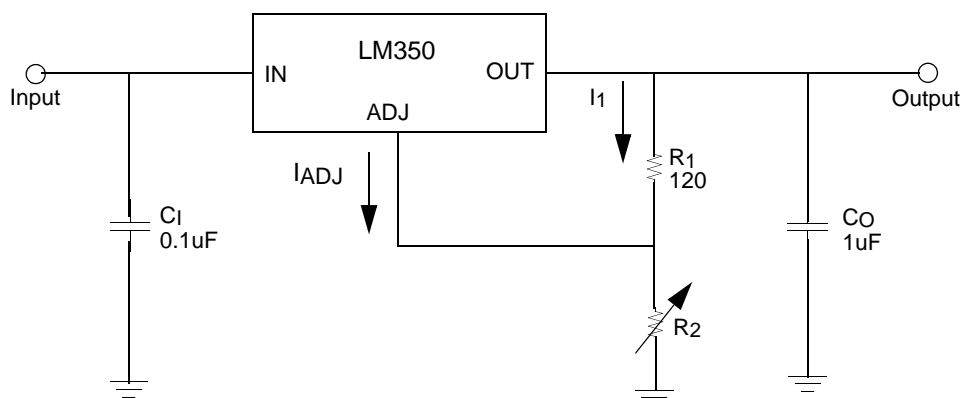 LM350
IN
OUT
ADJ
Input
Output
I1
IADJ
R1
120
CI
0.1uF
CO
1uF
R2